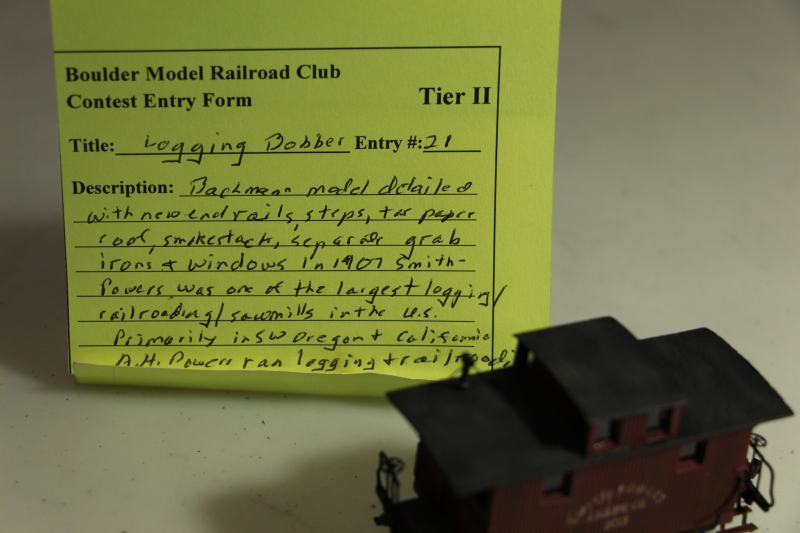 Boulder Model Railroad Club
Contest Entry Form Tier II
Title: Logging Bobber Entry #: 21
Description: Bachmann model detailed
with new end rails, steps, tar paper
roof, smokestack, separate grab
irons & windows In 1907 Smith-
Powers was one of the largest logging/
railroading/sawmills in the U.S.
Primarily in SW Oregon & California
A.H. Powers ran logging & railroad